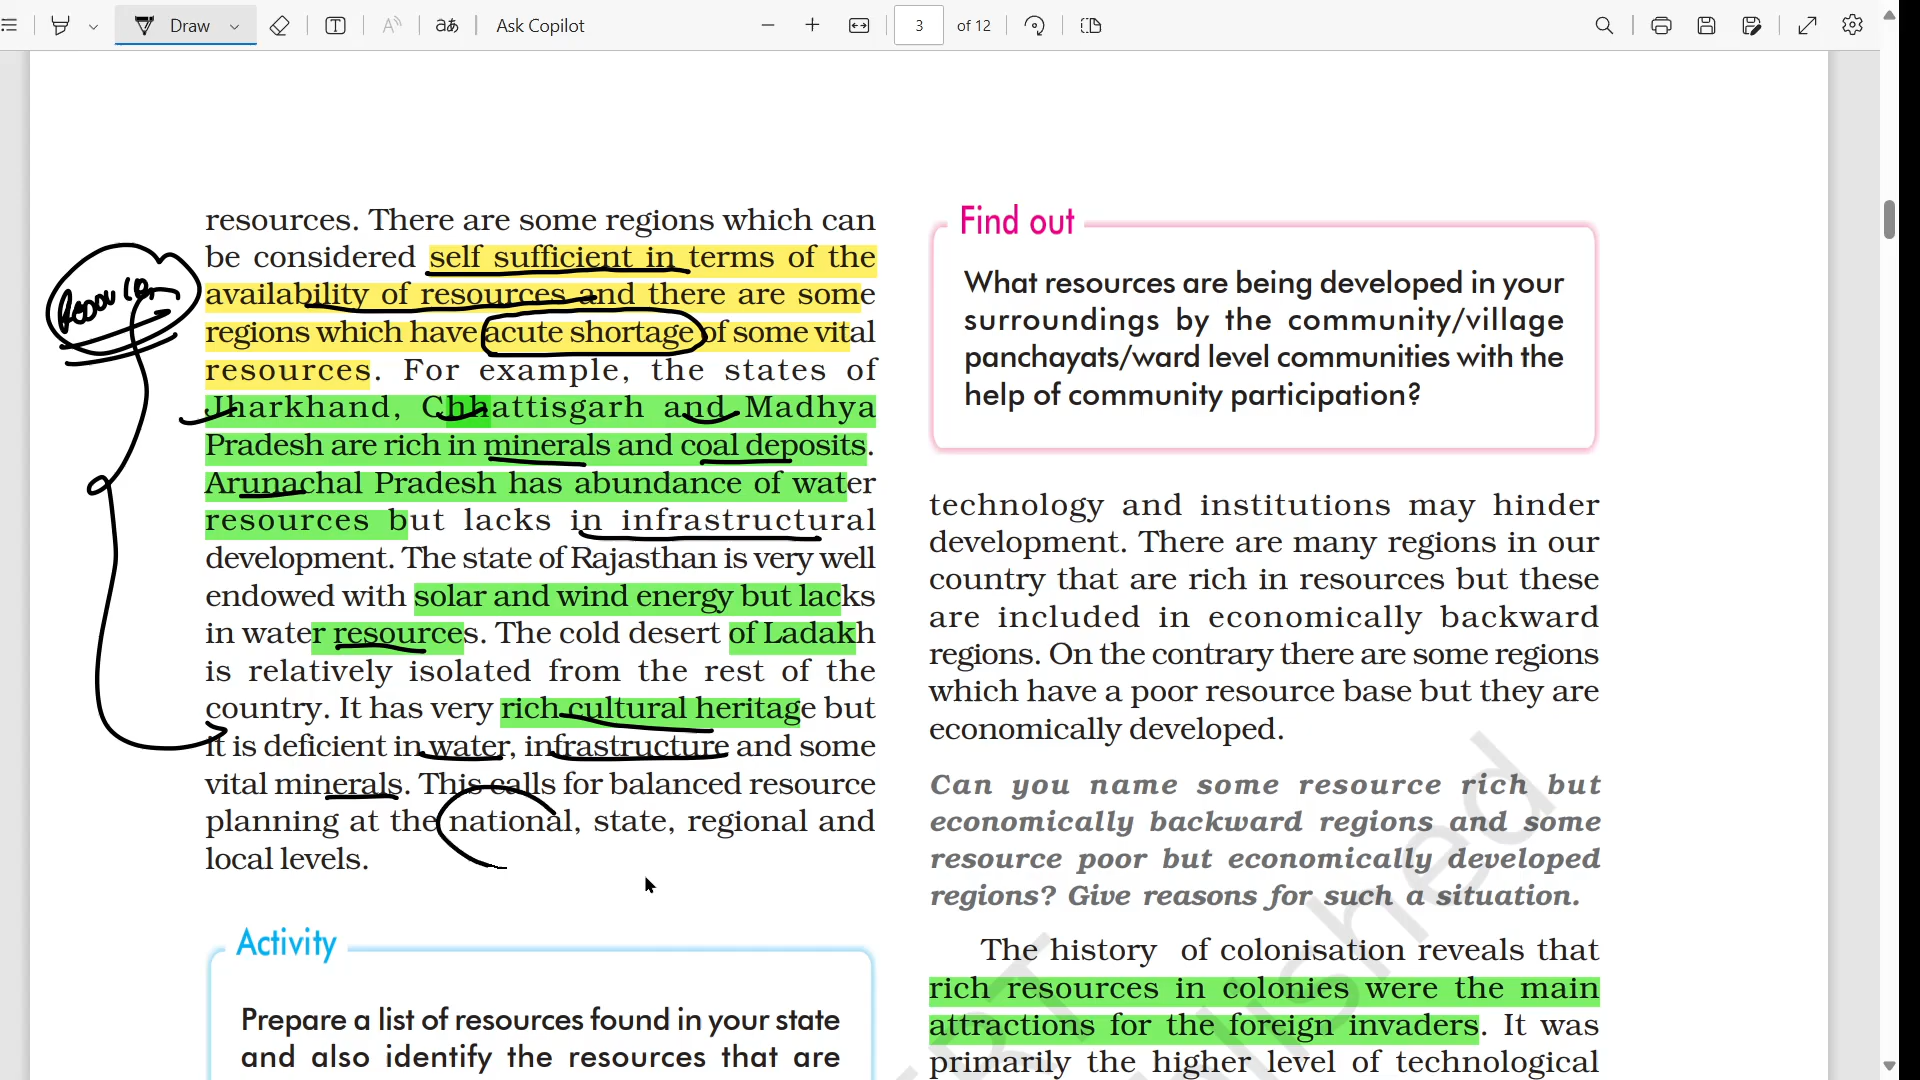 Draw
Ask Copilot
3 of 12
resources. There are some regions which can
be considered self sufficient in terms of the
availability of resources and there are some
regions which have acute shortage of some vital
resources. For example, the states of
Jharkhand, Chhattisgarh and Madhya
Pradesh are rich in minerals and coal deposits.
Arunachal Pradesh has abundance of water
resources but lacks in infrastructural
development. The state of Rajasthan is very well
endowed with solar and wind energy but lacks
in water resources. The cold desert of Ladakh
is relatively isolated from the rest of the
country. It has very rich cultural heritage but
it is deficient in water, infrastructure and some
vital minerals. This calls for balanced resource
planning at the national, state, regional and
local levels.
Activity
Prepare a list of resources found in your state
and also identify the resources that are
Find out
What resources are being developed in your
surroundings by the community/village
panchayats/ward level communities with the
help of community participation?
technology and institutions may hinder
development. There are many regions in our
country that are rich in resources but these
are included in economically backward
regions. On the contrary there are some regions
which have a poor resource base but they are
economically developed.
Can you name some resource rich but
economically backward regions and some
resource poor but economically developed
regions? Give reasons for such a situation.
The history of colonisation reveals that
rich resources in colonies were the main
attractions for the foreign invaders. It was
primarily the higher level of technological